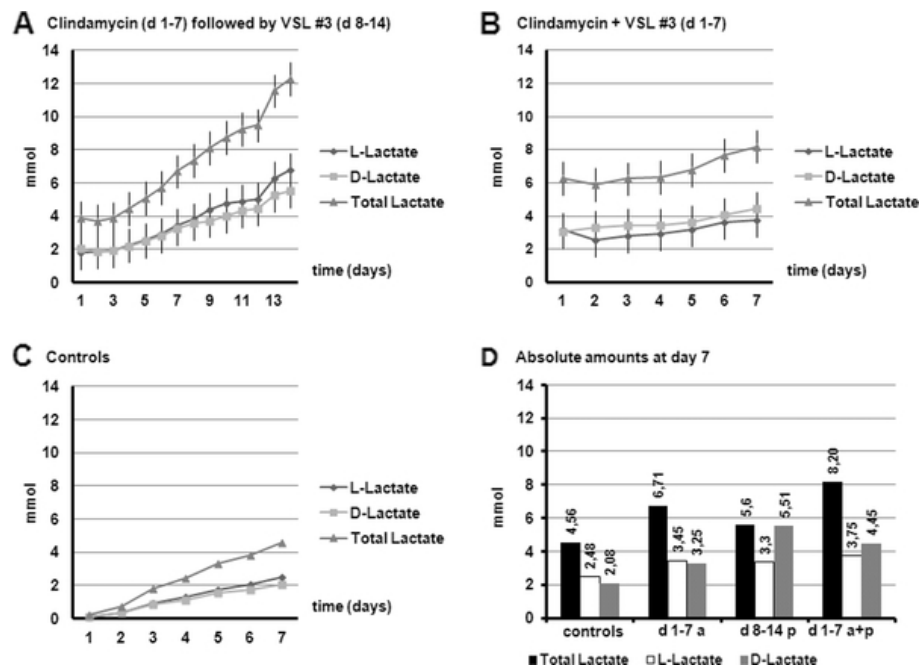 A Clindamycin (d 1-7) followed by VSL #3 (d 8-14)
14
12
10
8
6
4
2
0
mmol
L-Lactate
D-Lactate
Total Lactate
time (days)
1 3 5 7 9 11 13
B Clindamycin + VSL #3 (d 1-7)
14
12
10
8
6
4
2
0
mmol
L-Lactate
D-Lactate
Total Lactate
time (days)
1 2 3 4 5 6 7
C Controls
14
12
10
8
6
4
2
0
mmol
L-Lactate
D-Lactate
Total Lactate
time (days)
1 2 3 4 5 6 7
D Absolute amounts at day 7
14
12
10
8
6
4
2
0
mmol
4,56 2,48 2,08
6,71 3,45 3,25
5,6 3,3 5,51
8,20 3,75 4,45
controls d 1-7 a d 8-14 p d 1-7 a+p
Total Lactate L-Lactate D-Lactate